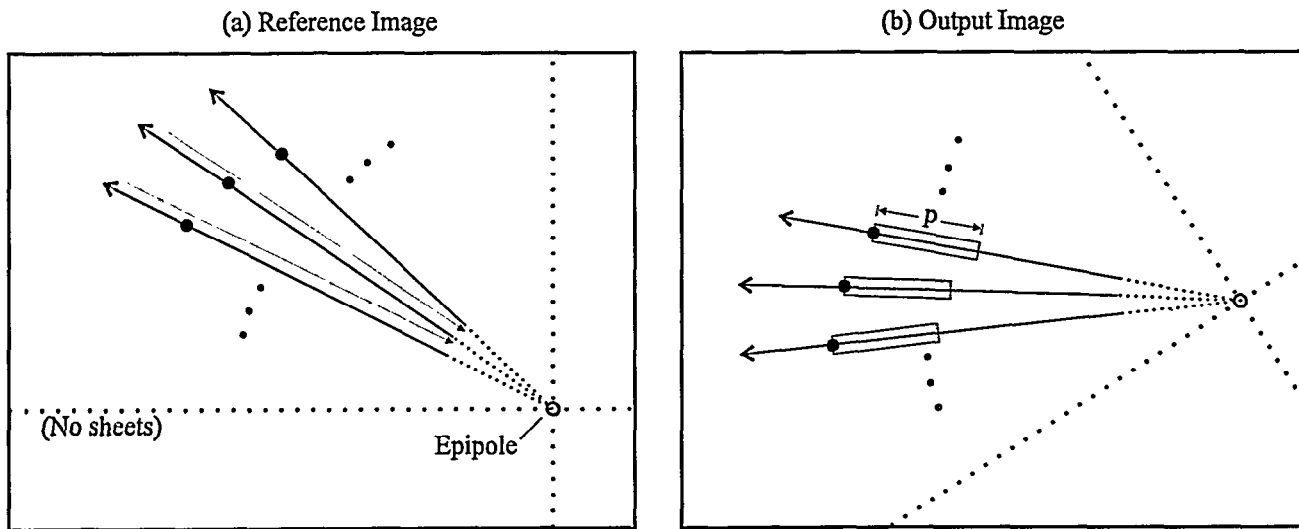 (a) Reference Image
(b) Output Image
p
(No sheets)
Epipole